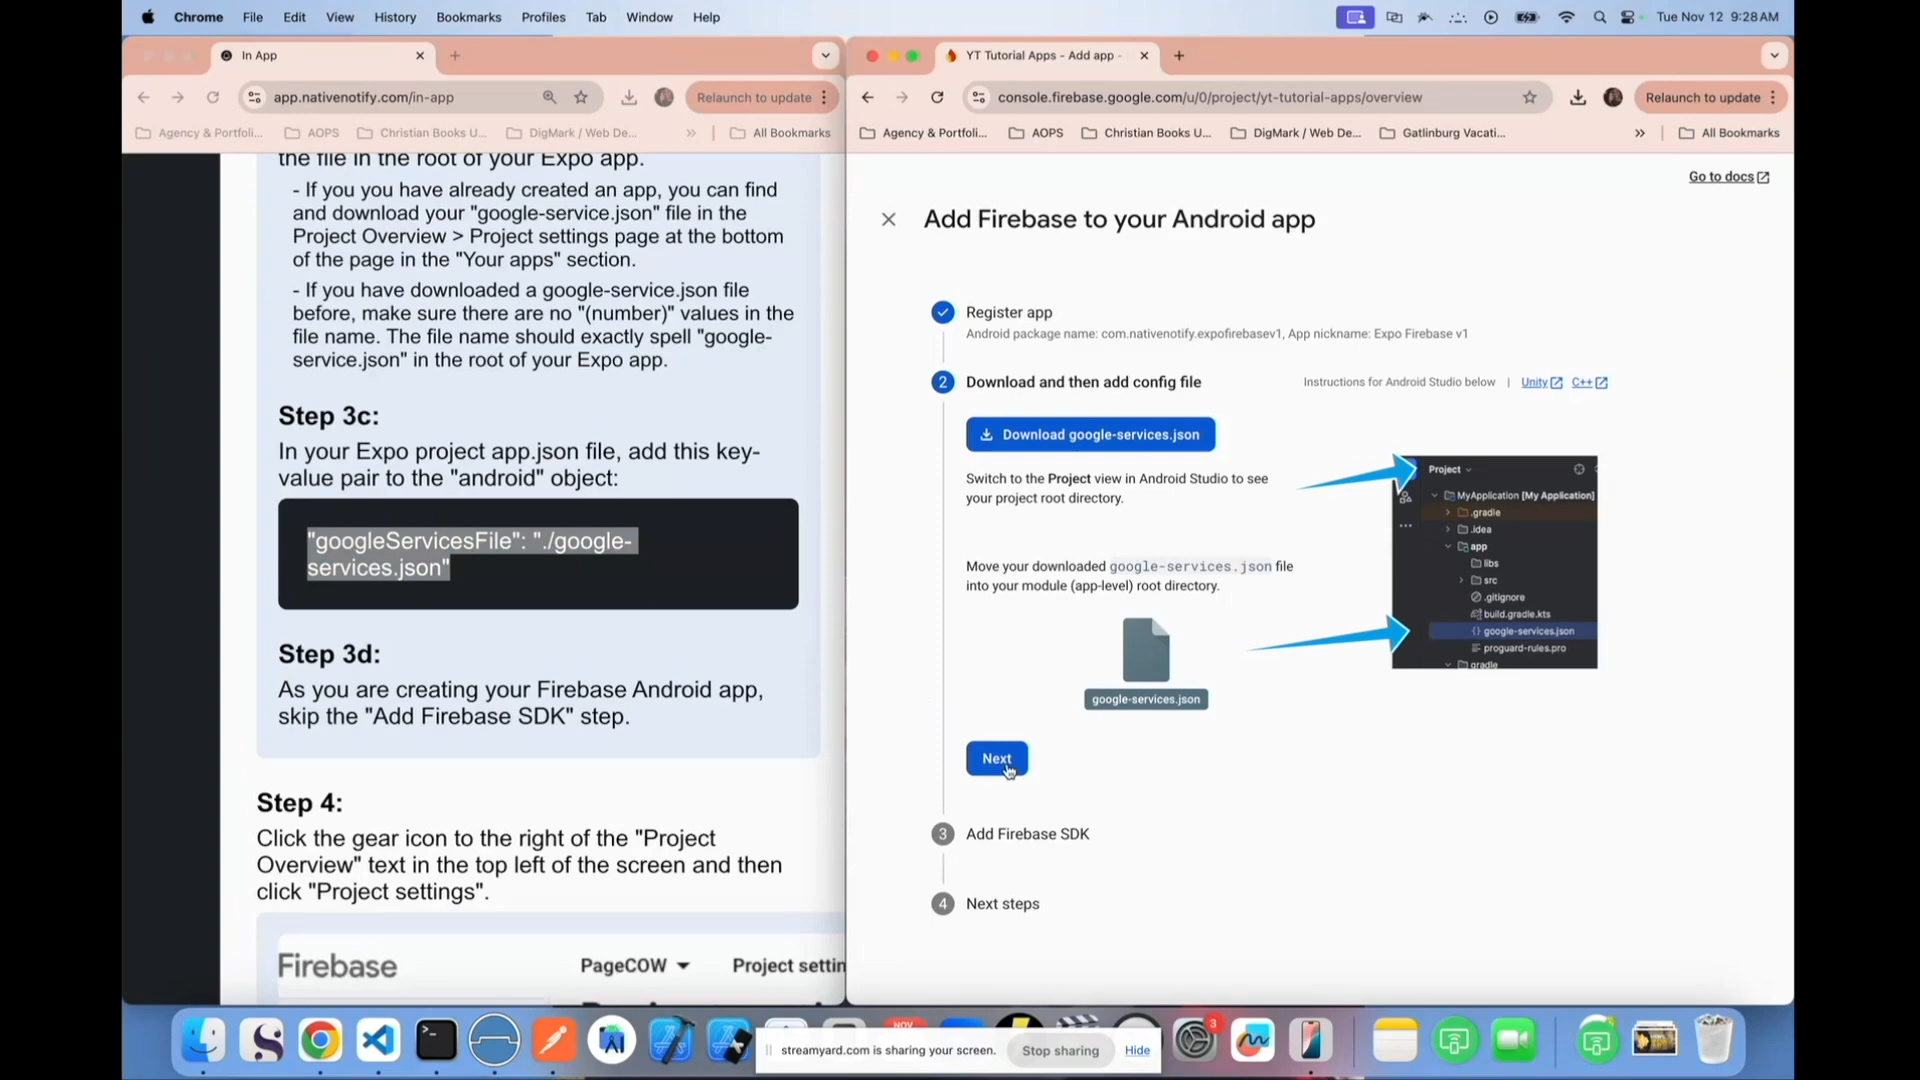 Chrome File Edit View History Bookmarks Profiles Tab Window Help
Tue Nov 12 9:28 AM
In App
app.nativenotify.com/in-app
Relaunch to update
Agency & Portfoli... AOPS Christian Books U... DigMark / Web De... » All Bookmarks
the file in the root of your Expo app.
- If you you have already created an app, you can find
and download your "google-service.json" file in the
Project Overview > Project settings page at the bottom
of the page in the "Your apps" section.
- If you have downloaded a google-service.json file
before, make sure there are no "(number)" values in the
file name. The file name should exactly spell "google-
service.json" in the root of your Expo app.
Step 3c:
In your Expo project app.json file, add this key-
value pair to the "android" object:
"googleServicesFile": "./google-
services.json"
Step 3d:
As you are creating your Firebase Android app,
skip the "Add Firebase SDK" step.
Step 4:
Click the gear icon to the right of the "Project
Overview" text in the top left of the screen and then
click "Project settings".
Firebase PageCOW Project settin
YT Tutorial Apps - Add app -
console.firebase.google.com/u/0/project/yt-tutorial-apps/overview
Relaunch to update
Agency & Portfoli... AOPS Christian Books U... DigMark / Web De... Gatlinburg Vacati... » All Bookmarks
Go to docs
Add Firebase to your Android app
Register app
Android package name: com.nativenotify.expofirebasev1, App nickname: Expo Firebase v1
2 Download and then add config file
Instructions for Android Studio below | Unity C++
Download google-services.json
Switch to the Project view in Android Studio to see
your project root directory.
Move your downloaded google-services.json file
into your module (app-level) root directory.
google-services.json
Project
MyApplication [My Application]
.gradle
.idea
app
libs
src
.gitignore
build.gradle.kts
google-services.json
proguard-rules.pro
gradle
Next
3 Add Firebase SDK
4 Next steps
NOV
3
streamyard.com is sharing your screen. Stop sharing Hide